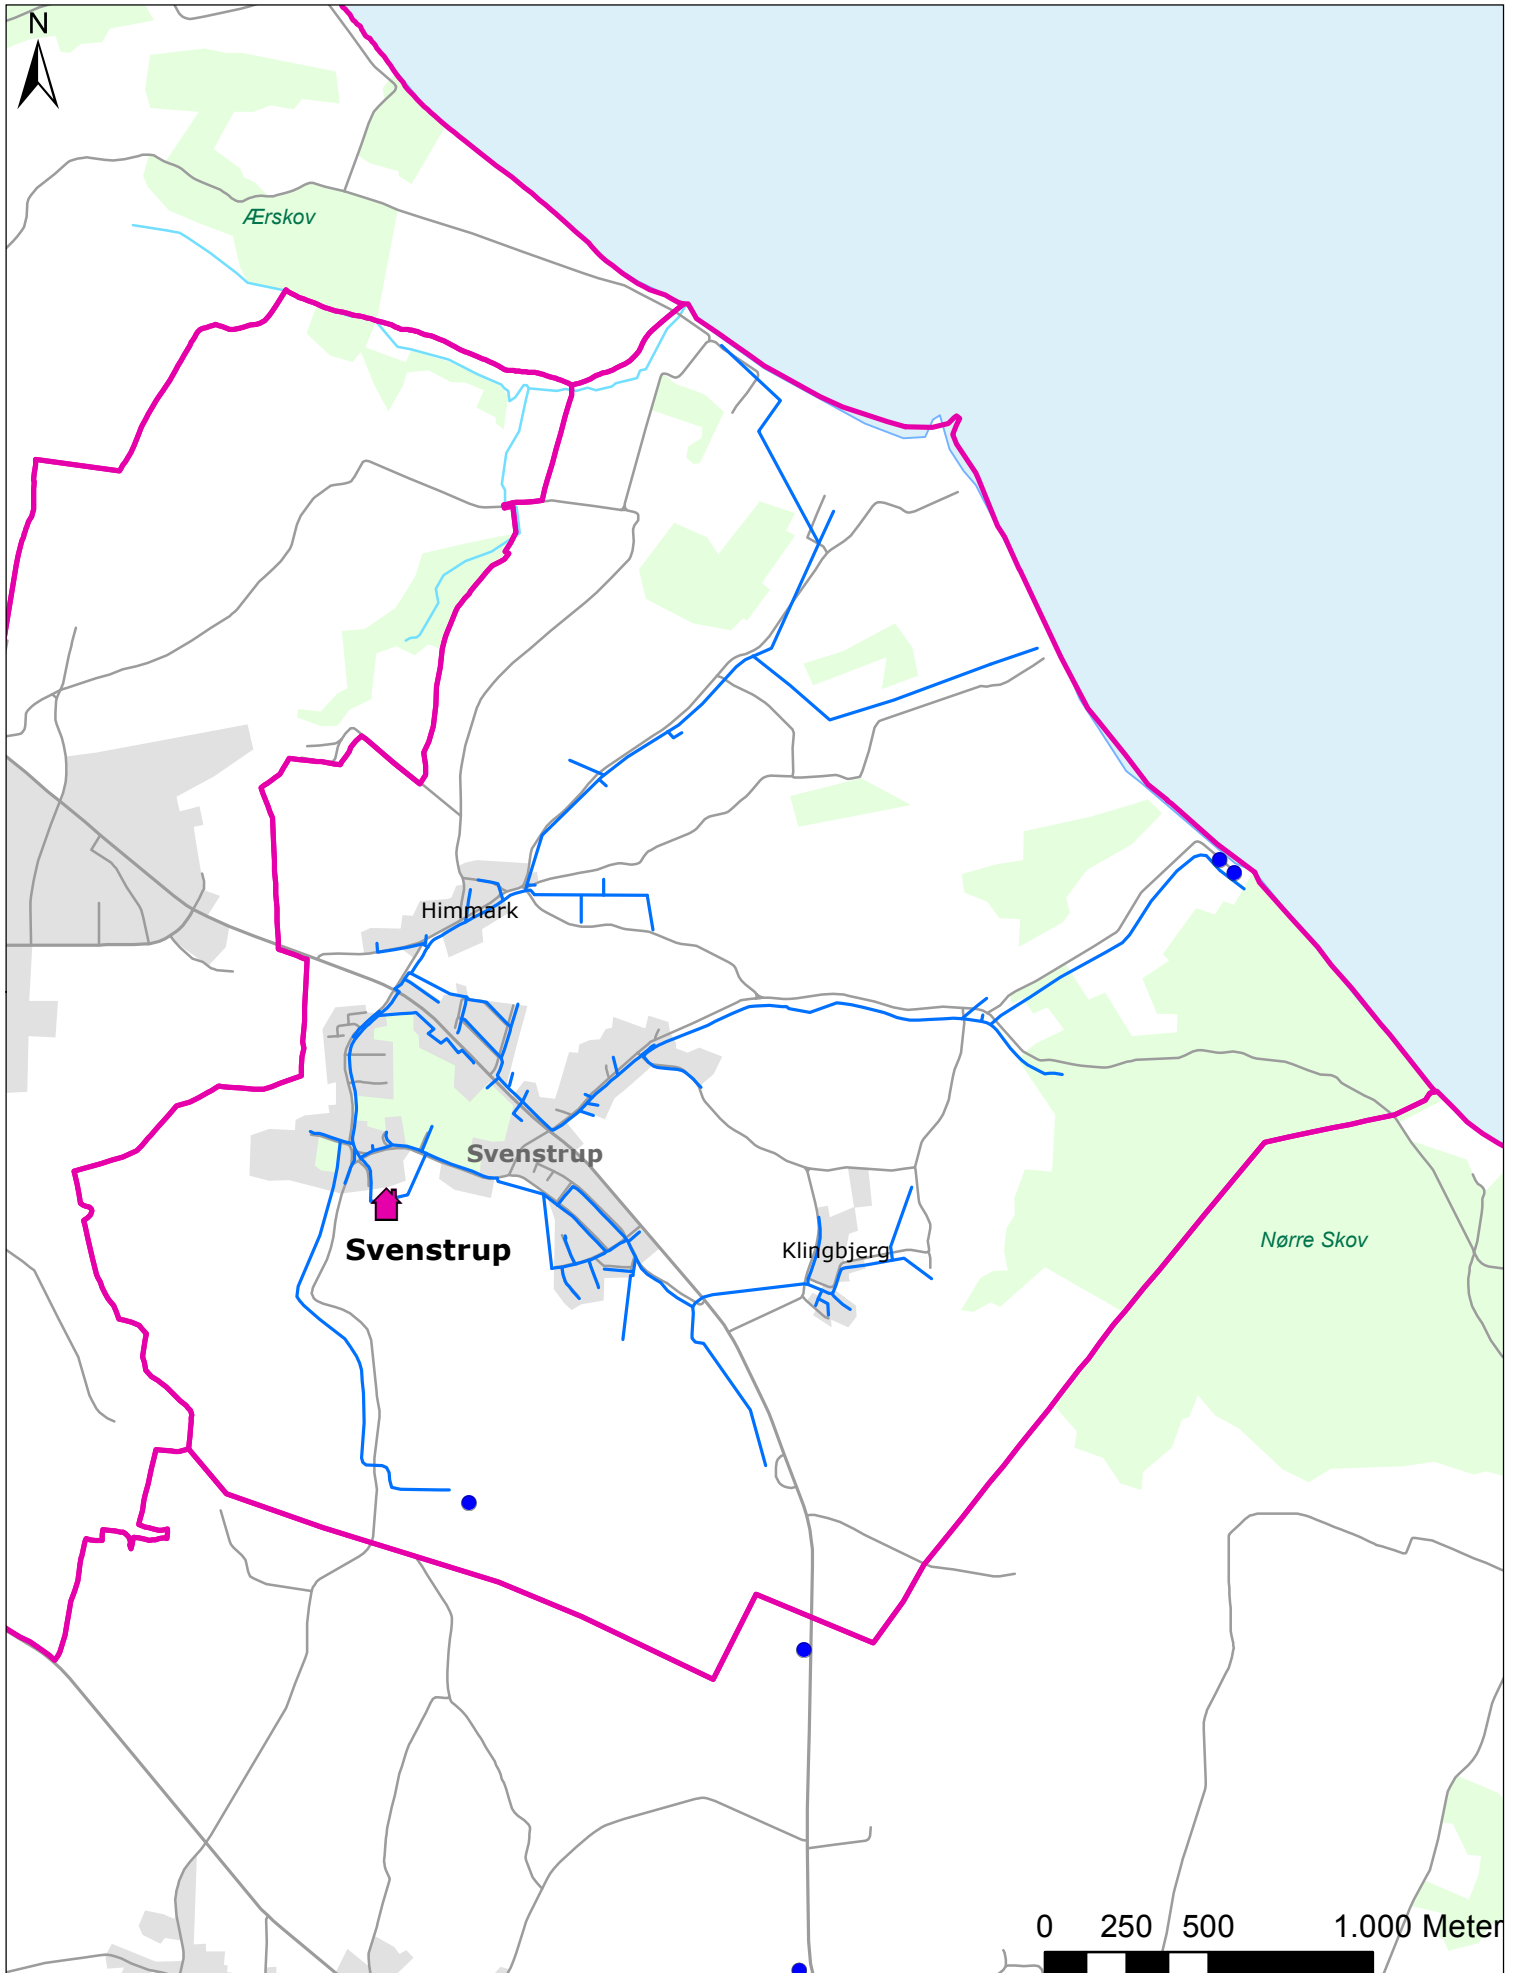 N
Ærskov
Himmark
Svenstrup
Svenstrup
Klingbjerg
Nørre Skov
0 250 500 1.000 Meter